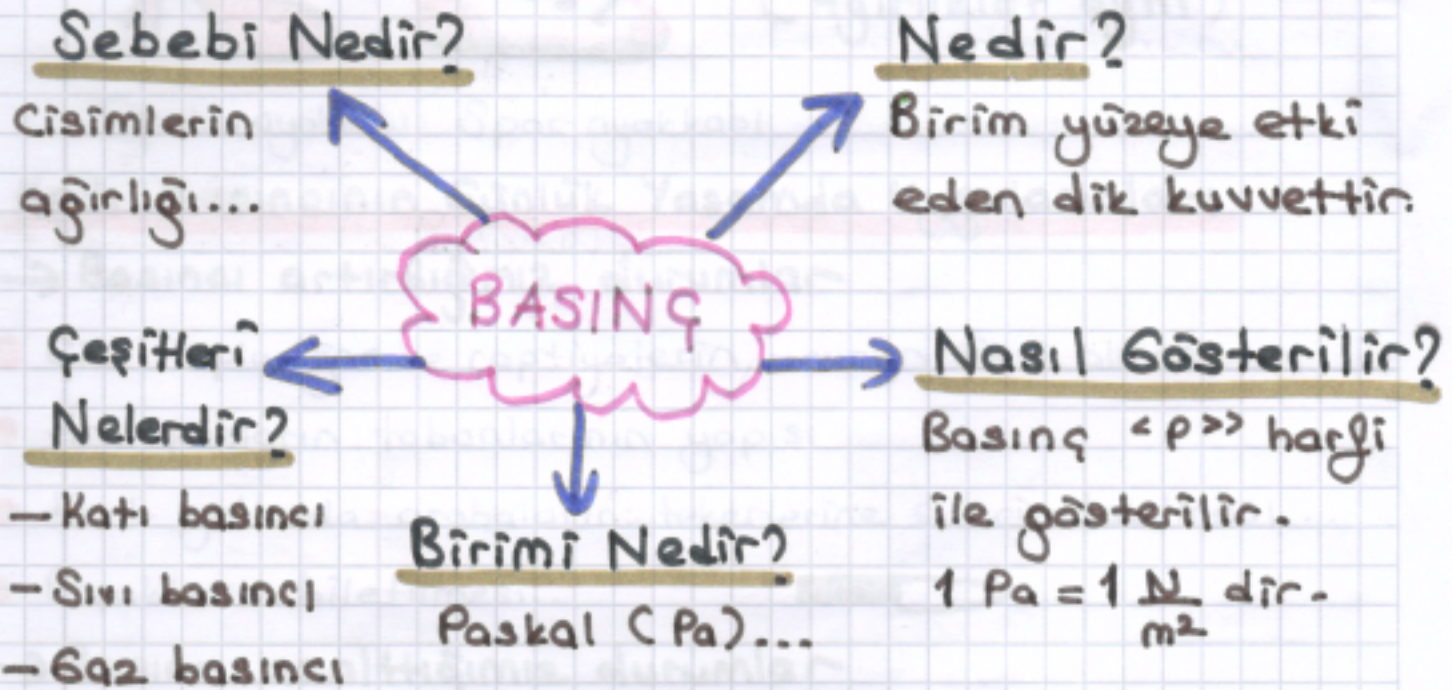 Sebebi Nedir?
Cisimlerin
ağırlığı...
Nedir?
Birim yüzeye etki
eden dik kuvvettir.
BASINÇ
Çeşitleri
Nelerdir?
- Katı basıncı
- Sıvı basıncı
- Gaz basıncı
Birimi Nedir?
Paskal (Pa)...
Nasıl Gösterilir?
Basınç "P" harfi
ile gösterilir.
1 Pa = 1 N/m² dir.